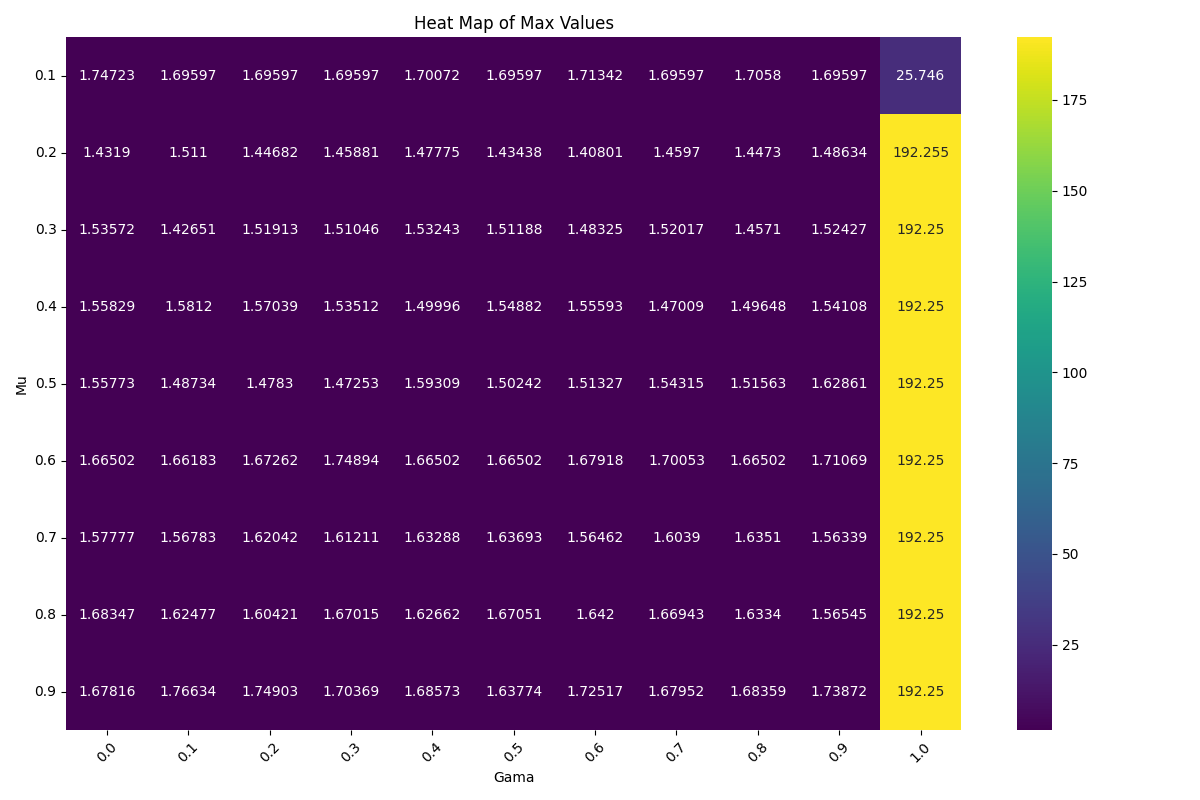 Heat Map of Max Values
0.1 1.74723 1.69597 1.69597 1.69597 1.70072 1.69597 1.71342 1.69597 1.7058 1.69597 25.746
0.2 1.4319 1.511 1.44682 1.45881 1.47775 1.43438 1.40801 1.4597 1.4473 1.48634 192.255
0.3 1.53572 1.42651 1.51913 1.51046 1.53243 1.51188 1.48325 1.52017 1.4571 1.52427 192.25
0.4 1.55829 1.5812 1.57039 1.53512 1.49996 1.54882 1.55593 1.47009 1.49648 1.54108 192.25
Mu
0.5 1.55773 1.48734 1.4783 1.47253 1.59309 1.50242 1.51327 1.54315 1.51563 1.62861 192.25
0.6 1.66502 1.66183 1.67262 1.74894 1.66502 1.66502 1.67918 1.70053 1.66502 1.71069 192.25
0.7 1.57777 1.56783 1.62042 1.61211 1.63288 1.63693 1.56462 1.6039 1.6351 1.56339 192.25
0.8 1.68347 1.62477 1.60421 1.67015 1.62662 1.67051 1.642 1.66943 1.6334 1.56545 192.25
0.9 1.67816 1.76634 1.74903 1.70369 1.68573 1.63774 1.72517 1.67952 1.68359 1.73872 192.25
0.0 0.1 0.2 0.3 0.4 0.5 0.6 0.7 0.8 0.9 1.0
Gama
175
150
125
100
75
50
25